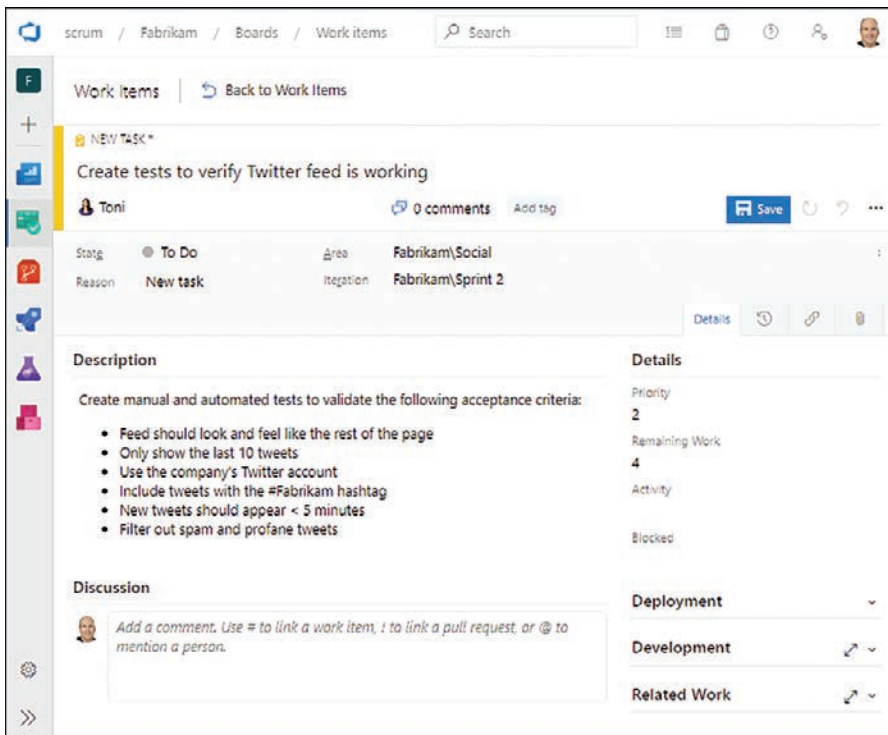 scrum / Fabrikam / Boards / Work items
Search
F
Work Items
Back to Work Items
NEW TASK *
Create tests to verify Twitter feed is working
Toni
0 comments
Add tag
Save
State
To Do
Area
Fabrikam\Social
Reason
New task
Iteration
Fabrikam\Sprint 2
Details
Description
Create manual and automated tests to validate the following acceptance criteria:
• Feed should look and feel like the rest of the page
• Only show the last 10 tweets
• Use the company's Twitter account
• Include tweets with the #Fabrikam hashtag
• New tweets should appear < 5 minutes
• Filter out spam and profane tweets
Discussion
Add a comment. Use # to link a work item, ! to link a pull request, or @ to
mention a person.
Details
Priority
2
Remaining Work
4
Activity
Blocked
Deployment
Development
Related Work